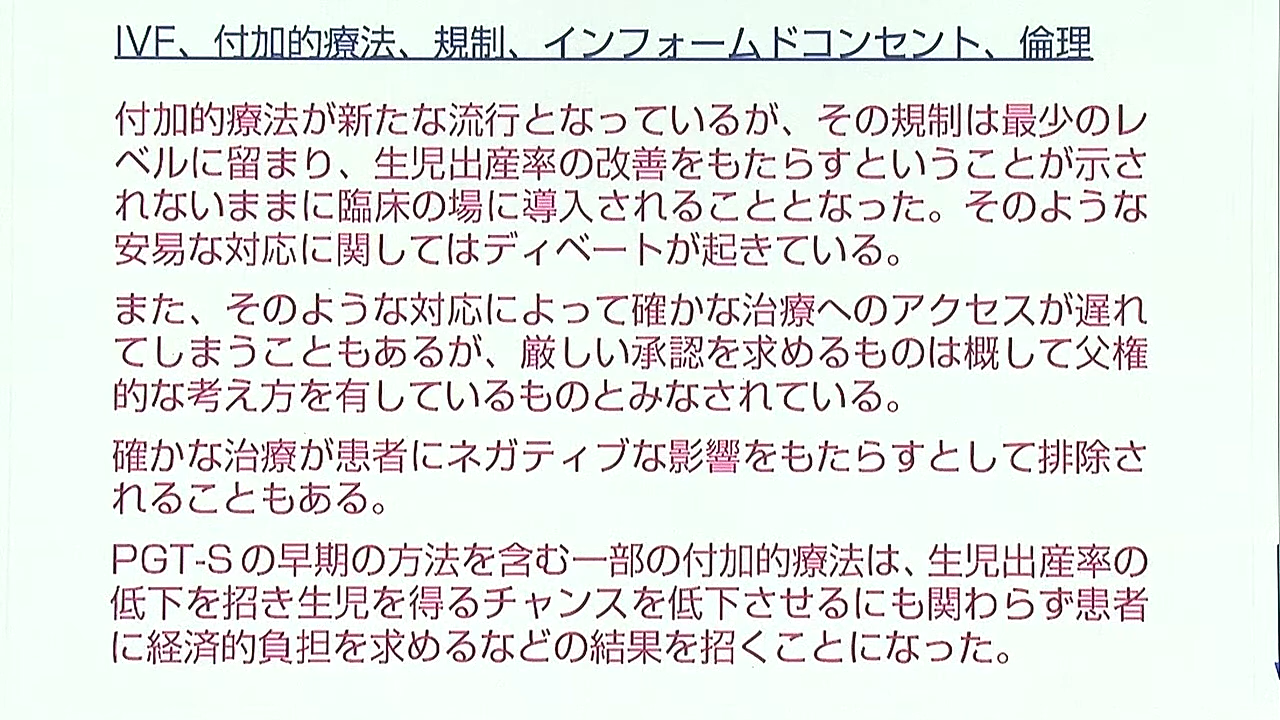 IVF、付加的療法、規制、インフォームドコンセント、倫理
付加的療法が新たな流行となっているが、その規制は最少のレ
ベルに留まり、生児出産率の改善をもたらすということが示さ
れないままに臨床の場に導入されることとなった。そのような
安易な対応に関してはディベートが起きている。
また、そのような対応によって確かな治療へのアクセスが遅れ
てしまうこともあるが、厳しい承認を求めるものは概して父権
的な考え方を有しているものとみなされている。
確かな治療が患者にネガティブな影響をもたらすとして排除さ
れることもある。
PGT-Sの早期の方法を含む一部の付加的療法は、生児出産率の
低下を招き生児を得るチャンスを低下させるにも関わらず患者
に経済的負担を求めるなどの結果を招くことになった。